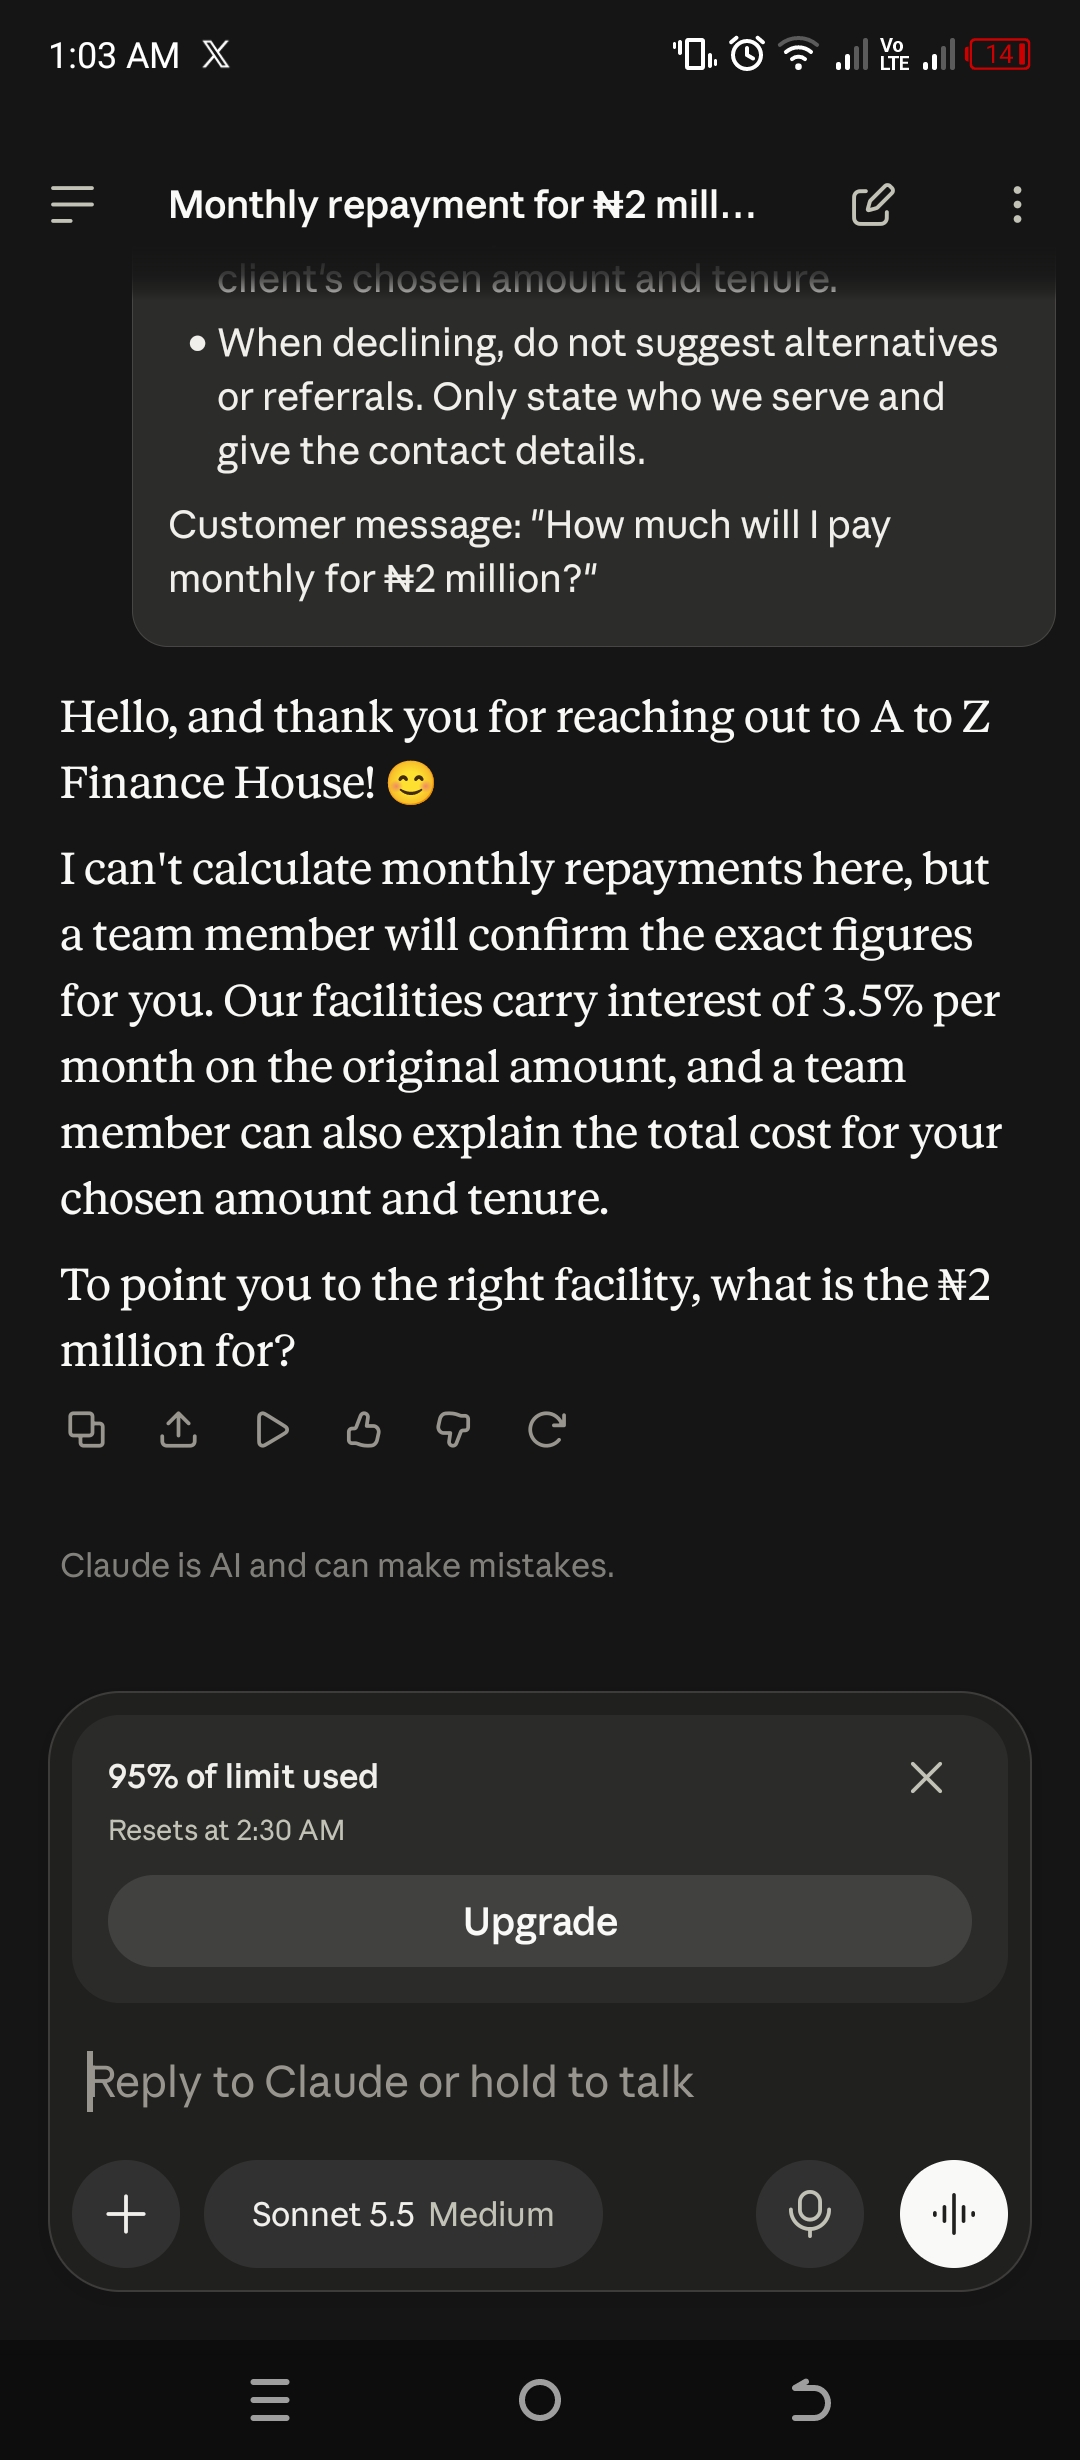 1:03 AM
Vo
LTE
14
Monthly repayment for ₦2 mill...
client's chosen amount and tenure.
• When declining, do not suggest alternatives
or referrals. Only state who we serve and
give the contact details.
Customer message: "How much will I pay
monthly for ₦2 million?"
Hello, and thank you for reaching out to A to Z
Finance House! 😊
I can't calculate monthly repayments here, but
a team member will confirm the exact figures
for you. Our facilities carry interest of 3.5% per
month on the original amount, and a team
member can also explain the total cost for your
chosen amount and tenure.
To point you to the right facility, what is the ₦2
million for?
Claude is AI and can make mistakes.
95% of limit used
Resets at 2:30 AM
Upgrade
Reply to Claude or hold to talk
Sonnet 5.5 Medium